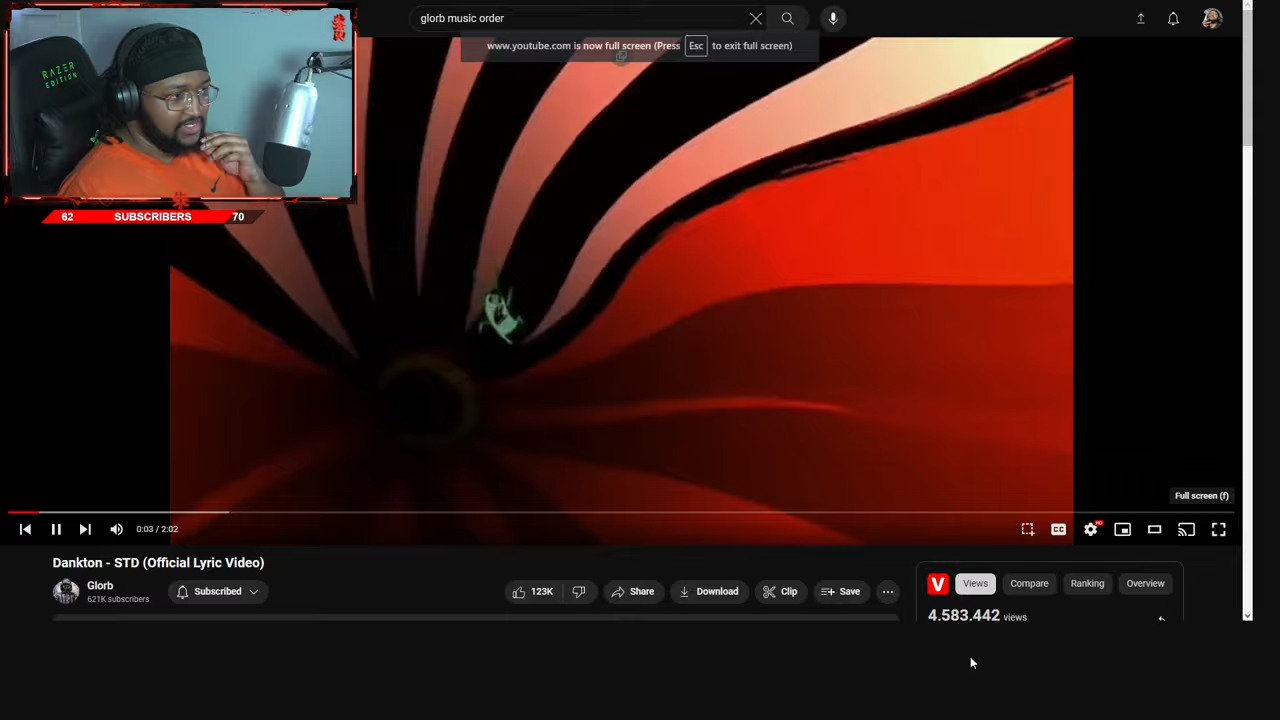 glorb music order
www.youtube.com is now full screen (Press Esc to exit full screen)
RAZER
EDITION
62 SUBSCRIBERS 70
Full screen (f)
0:03 / 2:02
CC
HD
Dankton - STD (Official Lyric Video)
Glorb
621K subscribers
Subscribed
123K
Share
Download
Clip
Save
V
Views
Compare
Ranking
Overview
4.583.442 views